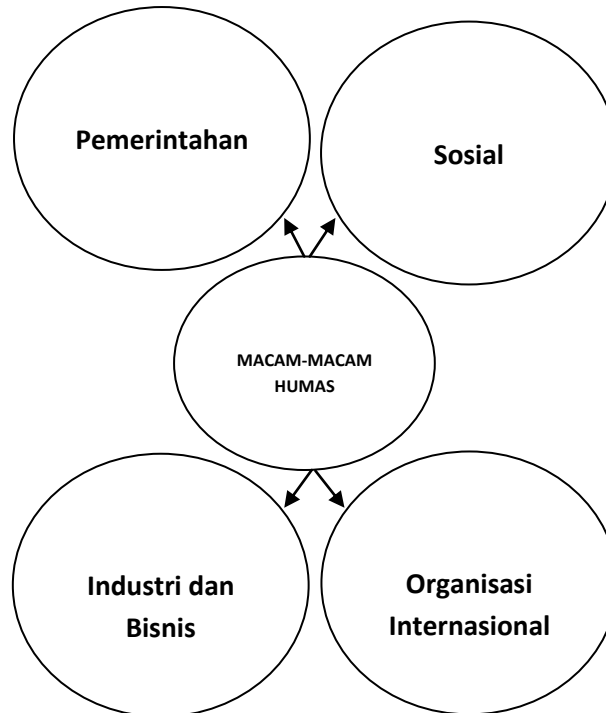 Pemerintahan
Sosial
MACAM-MACAM
HUMAS
Industri dan
Bisnis
Organisasi
Internasional